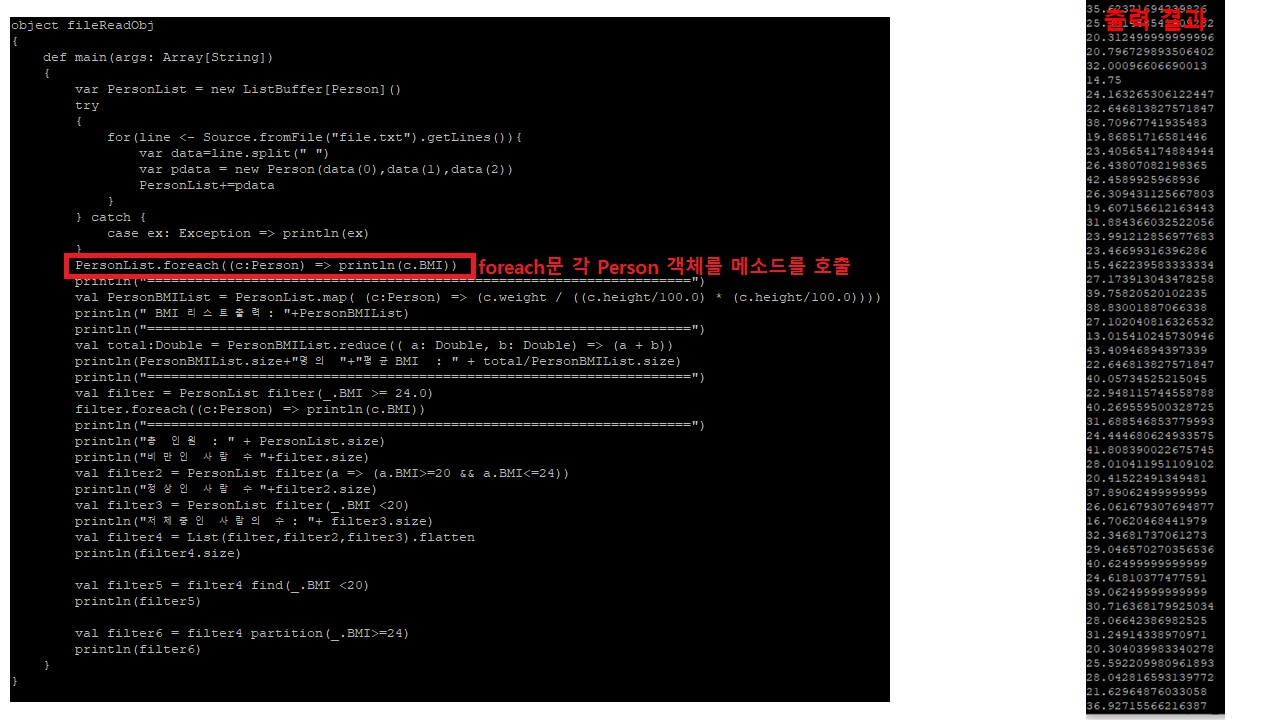 object fileReadObj
{
def main(args: Array[String])
{
var PersonList = new ListBuffer[Person]()
try
{
for(line <- Source.fromFile("file.txt").getLines()){
var data=line.split(" ")
var pdata = new Person(data(0),data(1),data(2))
PersonList+=pdata
}
} catch {
case ex: Exception => println(ex)
}
PersonList.foreach((c:Person) => println(c.BMI))
foreach문 각 Person 객체를 메소드를 호출
println("====================================================================")
val PersonBMIList = PersonList.map( (c:Person) => (c.weight / ((c.height/100.0) * (c.height/100.0))))
println(" BMI 리스트출력 : "+PersonBMIList)
println("====================================================================")
val total:Double = PersonBMIList.reduce(( a: Double, b: Double) => (a + b))
println(PersonBMIList.size+"명의 "+"평균BMI  : " + total/PersonBMIList.size)
println("====================================================================")
val filter = PersonList filter(_.BMI >= 24.0)
filter.foreach((c:Person) => println(c.BMI))
println("====================================================================")
println("총 인원 : " + PersonList.size)
println("비만인 사람 수 "+filter.size)
val filter2 = PersonList filter(a => (a.BMI>=20 && a.BMI<=24))
println("정상인 사람 수 "+filter2.size)
val filter3 = PersonList filter(_.BMI <20)
println("저체중인 사람의 수 : "+ filter3.size)
val filter4 = List(filter,filter2,filter3).flatten
println(filter4.size)
val filter5 = filter4 find(_.BMI <20)
println(filter5)
val filter6 = filter4 partition(_.BMI>=24)
println(filter6)
}
}
출력 결과
20.312499999999996
20.796729893506402
32.00096606690013
14.75
24.163265306122447
22.646813827571847
38.70967741935483
19.86851716581446
23.405654174884944
26.43807082198365
42.4589925968936
26.309431125667803
19.607156612163443
31.884366032522056
23.991212856977683
23.46699316396286
15.462239583333334
27.173913043478258
39.75820520102235
38.83001887066338
27.102040816326532
13.015410245730946
43.40946894397339
22.646813827571847
40.05734525215045
22.948115744558788
40.269559500328725
31.688546853779993
24.444680624933575
41.808390022675745
28.010411951109102
20.41522491349481
37.89062499999999
26.061679307694877
16.70620468441979
32.34681737061273
29.046570270356536
40.62499999999999
24.61810377477591
39.06249999999999
30.716368179925034
28.06642386982525
31.24914338970971
20.304039983340278
25.592209980961893
28.042816593139772
21.62964876033058
36.92715566216387